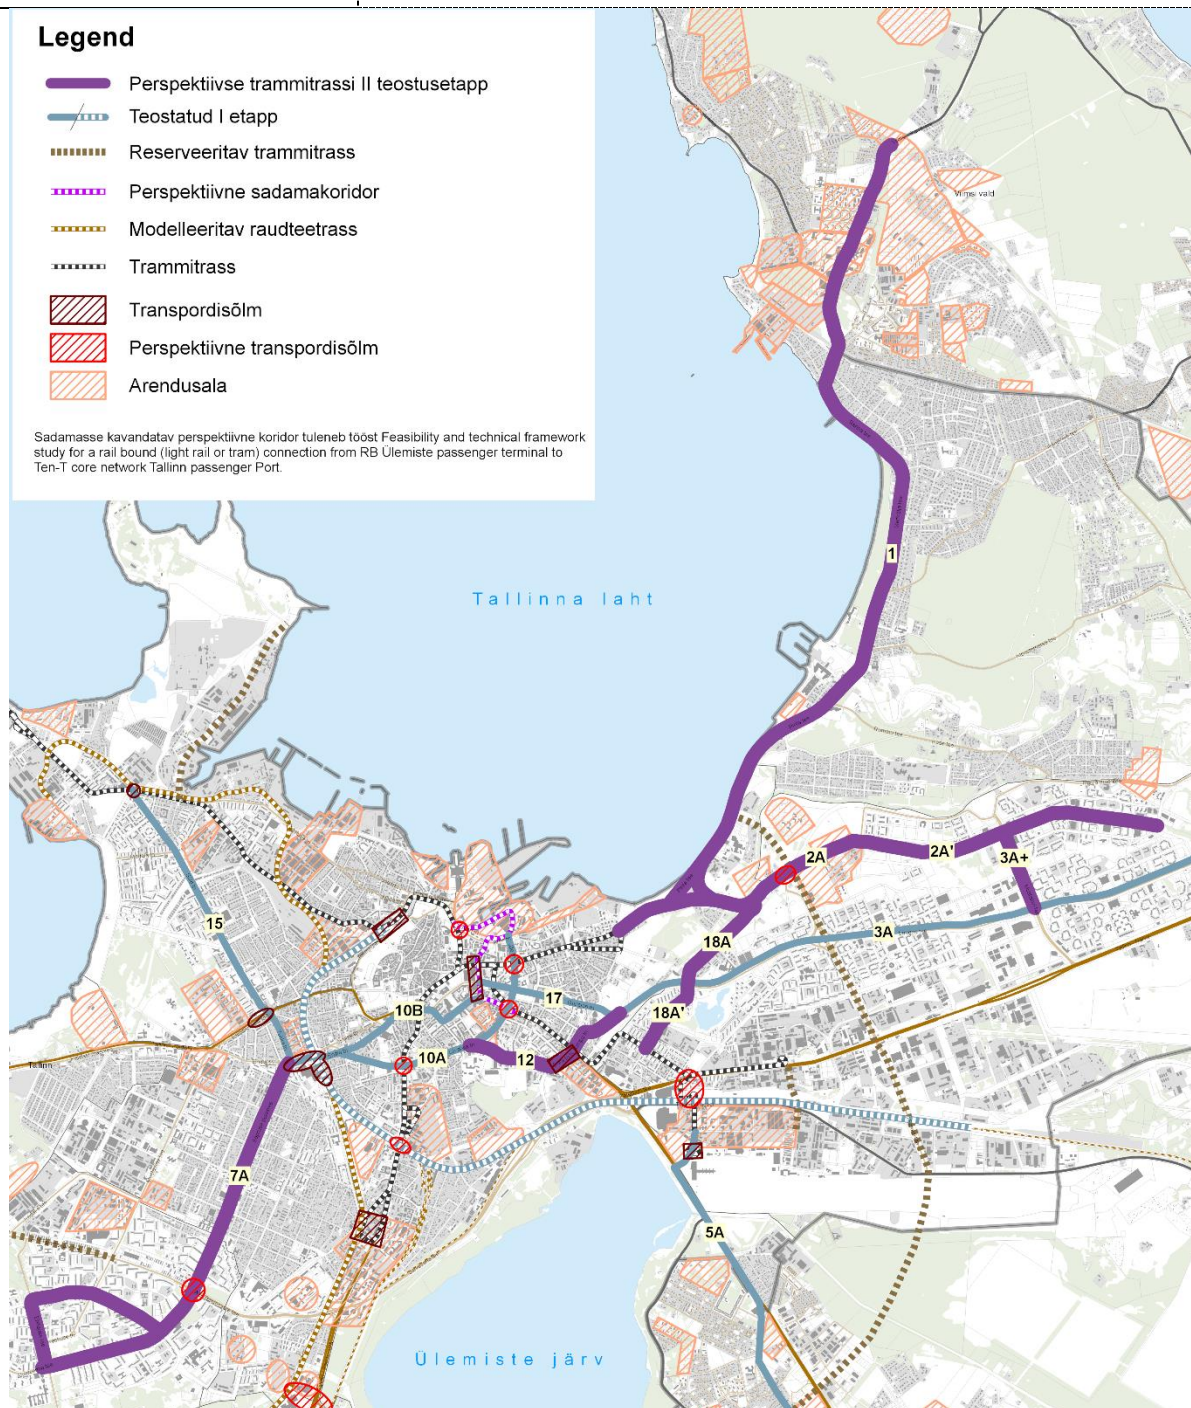 Legend
Perspektiivse trammitrassi II teostusetapp
Teostatud I etapp
Reserveeritav trammitrass
Perspektiivne sadamakoridor
Modelleeritav raudteetrass
Trammitrass
Transpordisõlm
Perspektiivne transpordisõlm
Arendusala
Sadamasse kavandatav perspektiivne koridor tuleneb tööst Feasibility and technical framework
study for a rail bound (light rail or tram) connection from RB Ülemiste passenger terminal to
Ten-T core network Tallinn passenger Port.
Viimsi vald
1
Tallinna laht
2A
2A'
3A+
15
18A
3A
17
10B
18A'
10A
12
Tallinn
7A
5A
Ülemiste järv